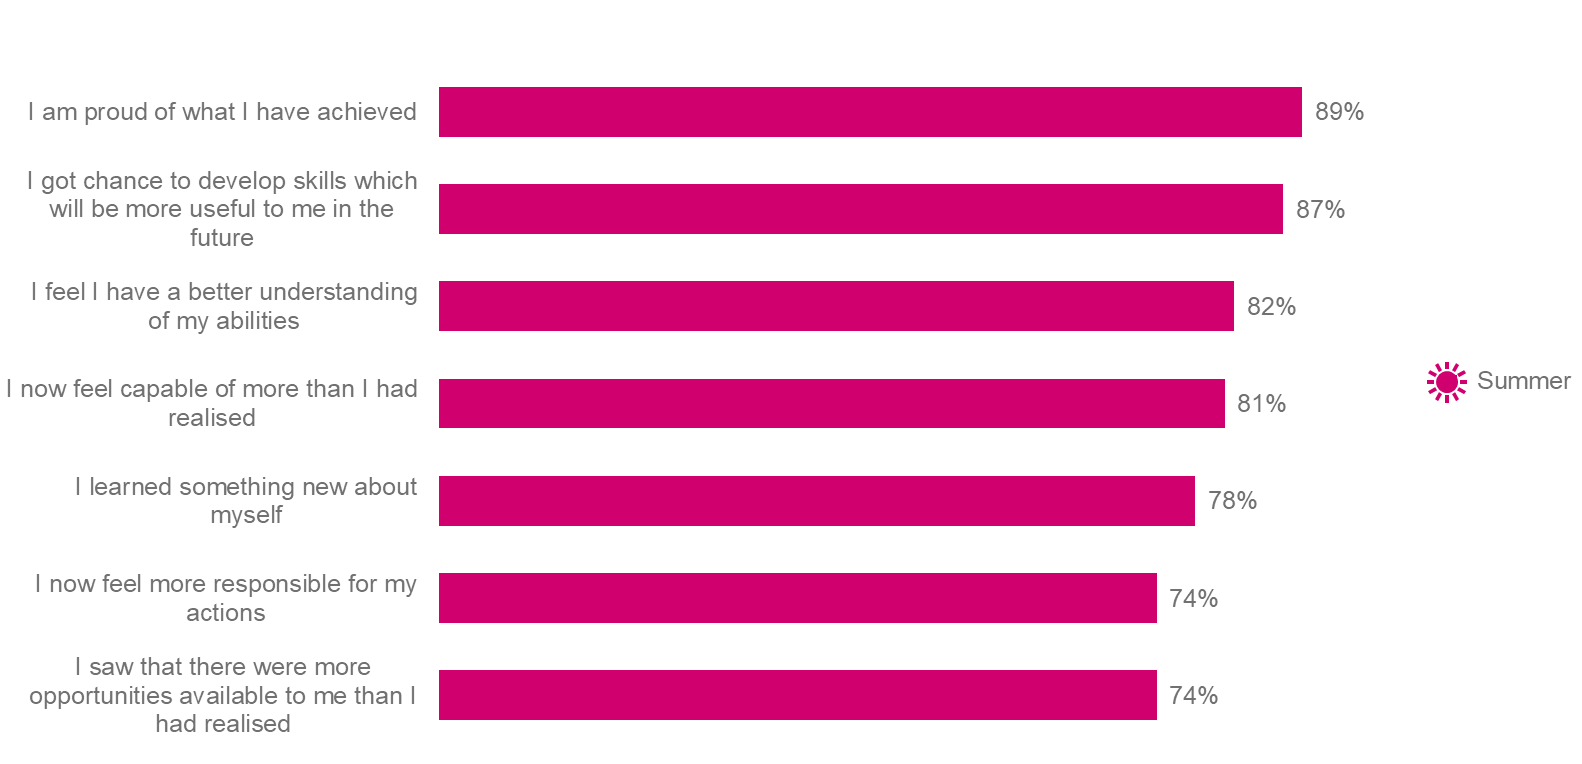 I am proud of what I have achieved
89%
I got chance to develop skills which
will be more useful to me in the
future
87%
I feel I have a better understanding
of my abilities
82%
I now feel capable of more than I had
realised
81%
Summer
I learned something new about
myself
78%
I now feel more responsible for my
actions
74%
I saw that there were more
opportunities available to me than I
had realised
74%